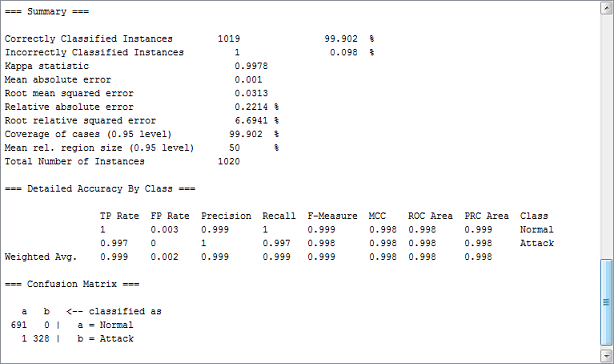 === Summary ===
Correctly Classified Instances 1019 99.902 %
Incorrectly Classified Instances 1 0.098 %
Kappa statistic 0.9978
Mean absolute error 0.001
Root mean squared error 0.0313
Relative absolute error 0.2214 %
Root relative squared error 6.6941 %
Coverage of cases (0.95 level) 99.902 %
Mean rel. region size (0.95 level) 50 %
Total Number of Instances 1020
=== Detailed Accuracy By Class ===
TP Rate FP Rate Precision Recall F-Measure MCC ROC Area PRC Area Class
1 0.003 0.999 1 0.999 0.998 0.998 0.999 Normal
0.997 0 1 0.997 0.998 0.998 0.998 0.998 Attack
Weighted Avg. 0.999 0.002 0.999 0.999 0.999 0.998 0.998 0.998
=== Confusion Matrix ===
a b <-- classified as
691 0 | a = Normal
1 328 | b = Attack